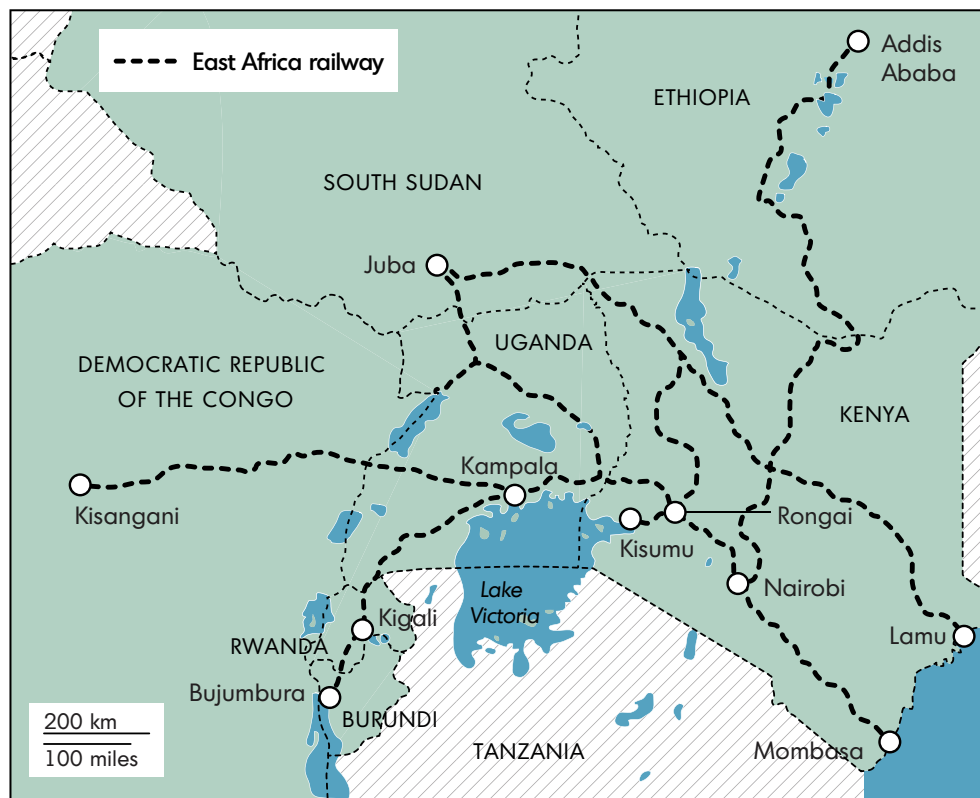 East Africa railway
Addis
Ababa
ETHIOPIA
SOUTH SUDAN
Juba
UGANDA
DEMOCRATIC REPUBLIC
OF THE CONGO
KENYA
Kampala
Kisangani
Rongai
Kisumu
Nairobi
Lake
Victoria
Kigali
Lamu
RWANDA
Bujumbura
BURUNDI
200 km
100 miles
TANZANIA
Mombasa